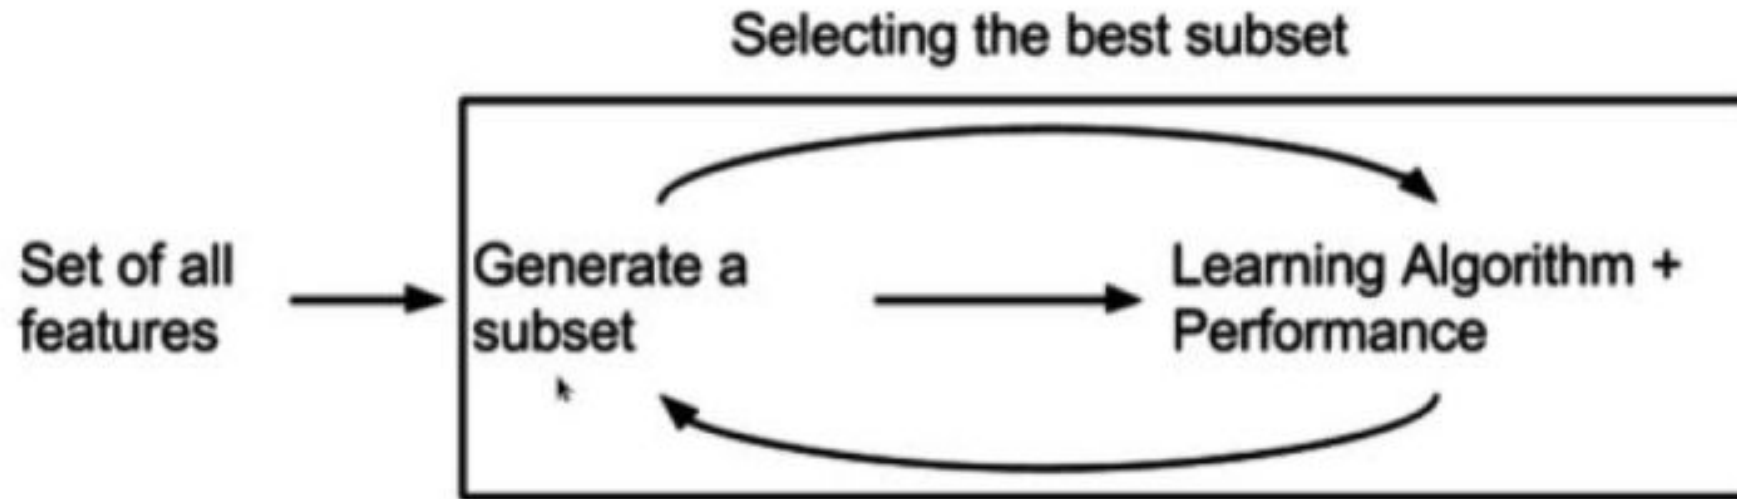 Selecting the best subset
Set of all
features
Generate a
subset
Learning Algorithm +
Performance